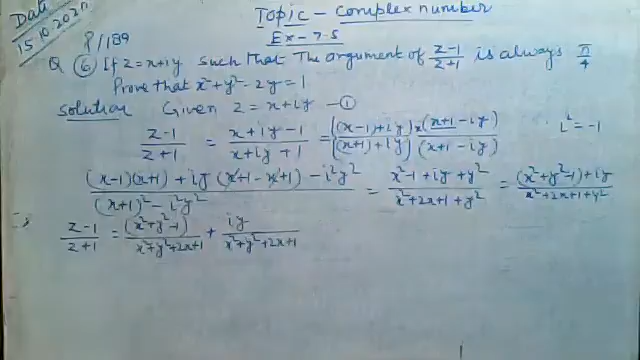 Date
15.10.2020
Topic - complex number
Ex - 7.5
P/189
Q ⑥ If z = x+iy such that The argument of (z-1)/(z+1) is always π/4
Prove that x²+y²-2y=1
Solution Given z = x+iy -①
(z-1)/(z+1) = (x+iy-1)/(x+iy+1) = ((x-1)+iy)×(x+1-iy)/((x+1)+iy)(x+1-iy) i²=-1
((x-1)(x+1)+iy(x+1-x+1)-i²y²)/((x+1)²-i²y²) = (x²-1+iy+y²)/(x²+2x+1+y²) = ((x²+y²-1)+iy)/(x²+2x+1+y²)
∴ (z-1)/(z+1) = (x²+y²-1)/(x²+y²+2x+1) + iy/(x²+y²+2x+1)